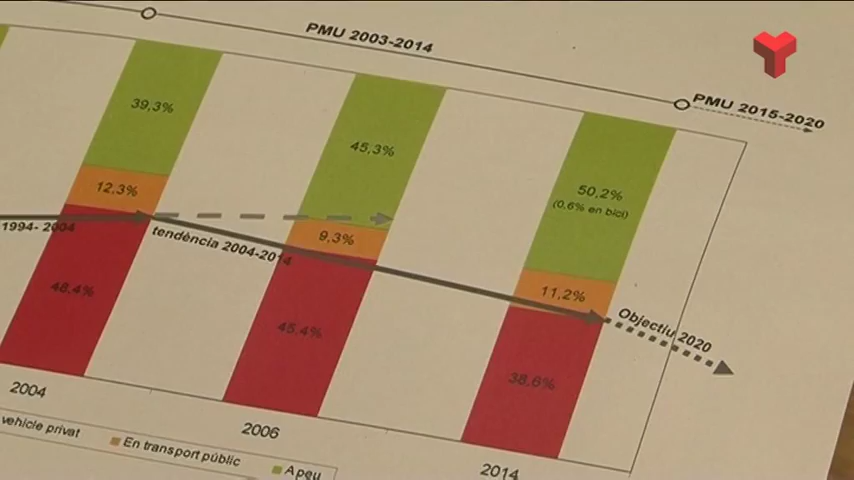 PMU 2003-2014
PMU 2015-2020
39,3%
45,3%
50,2%
(0,6% en bici)
12,3%
9,3%
11,2%
1994- 2004
tendència 2004-2014
Objectiu 2020
48,4%
45,4%
38,6%
2004
2006
2014
vehicle privat
En transport públic
Apeu